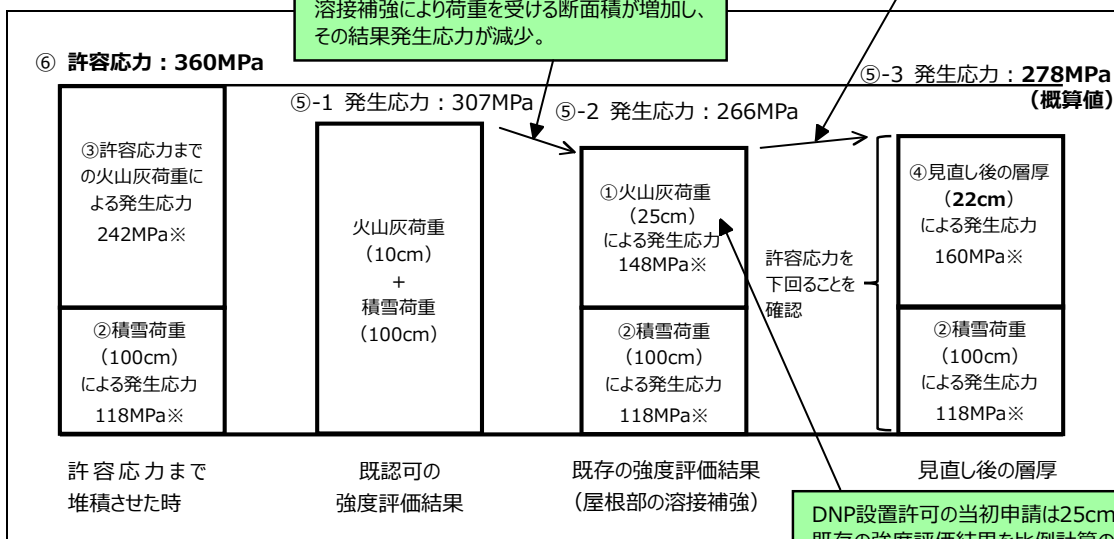 溶接補強により荷重を受ける断面積が増加し、
その結果発生応力が減少。
⑥ 許容応力：360MPa
⑤-1 発生応力：307MPa
⑤-2 発生応力：266MPa
⑤-3 発生応力：278MPa
（概算値）
③許容応力まで
の火山灰荷重に
よる発生応力
242MPa※
②積雪荷重
（100cm）
による発生応力
118MPa※
火山灰荷重
（10cm）
+
積雪荷重
（100cm）
①火山灰荷重
（25cm）
による発生応力
148MPa※
②積雪荷重
（100cm）
による発生応力
118MPa※
許容応力を
下回ることを
確認
④見直し後の層厚
（22cm）
による発生応力
160MPa※
②積雪荷重
（100cm）
による発生応力
118MPa※
許容応力まで
堆積させた時
既認可の
強度評価結果
既存の強度評価結果
（屋根部の溶接補強）
見直し後の層厚
DNP設置許可の当初申請は25cm